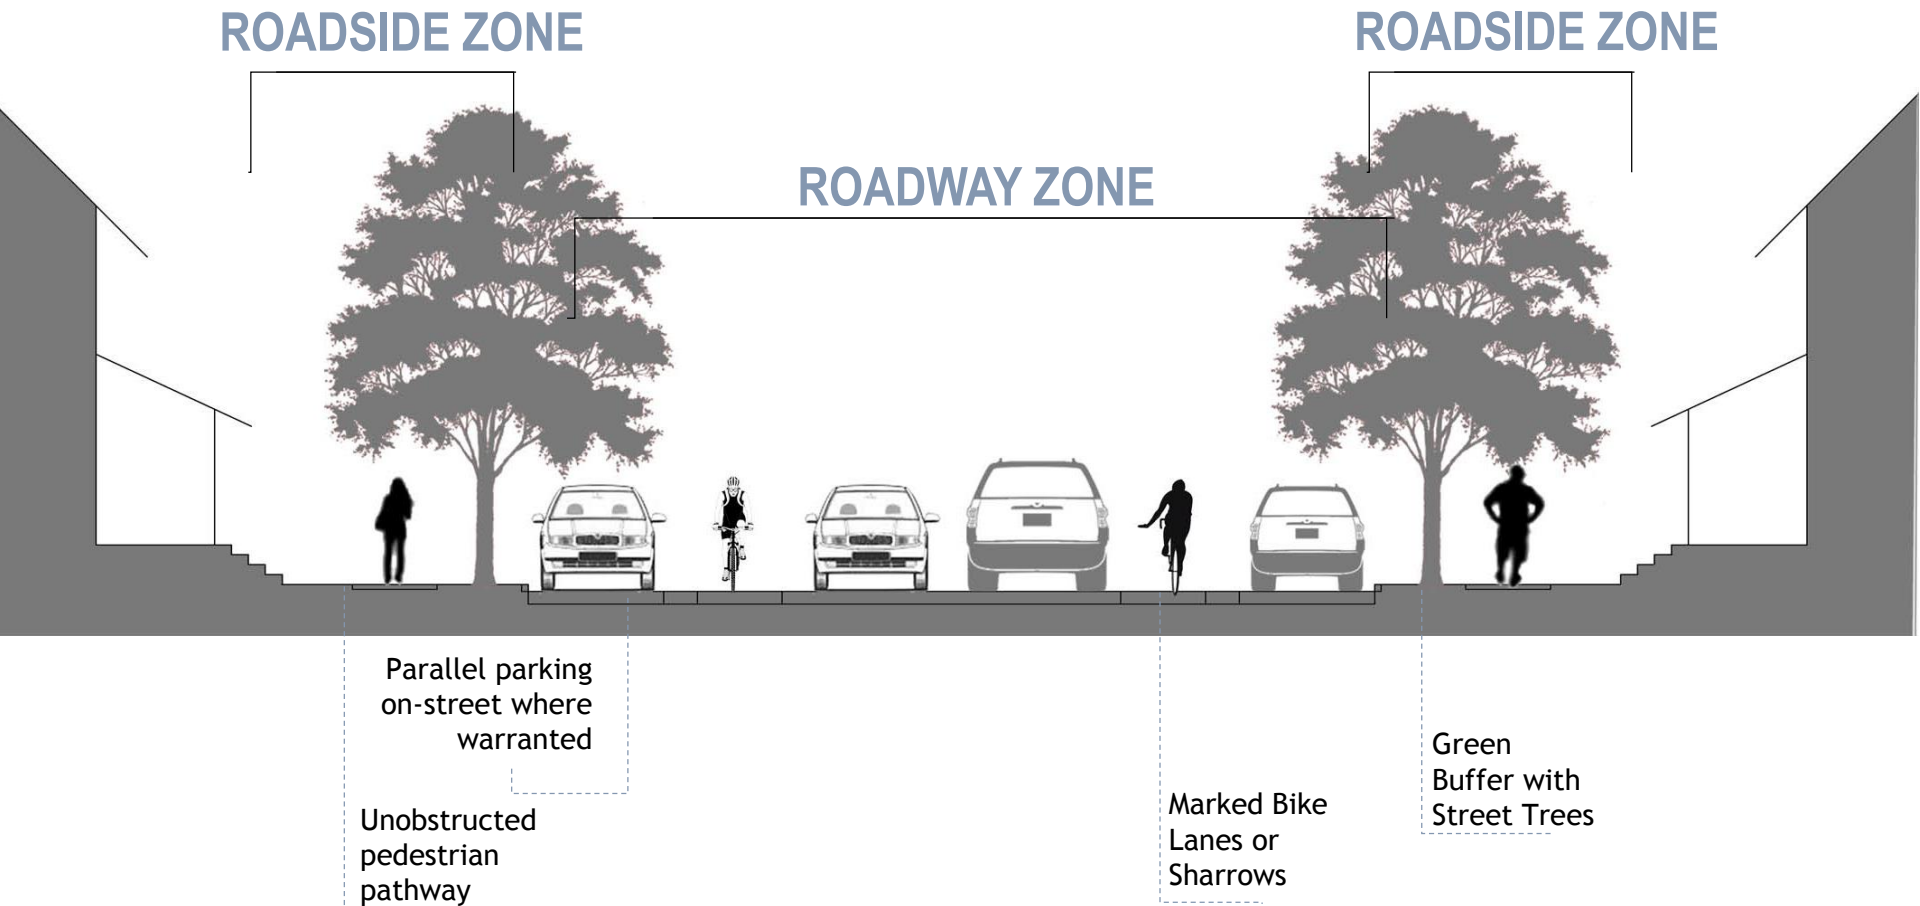 ROADSIDE ZONE
ROADSIDE ZONE
ROADWAY ZONE
Parallel parking
on-street where
warranted
Unobstructed
pedestrian
pathway
Marked Bike
Lanes or
Sharrows
Green
Buffer with
Street Trees